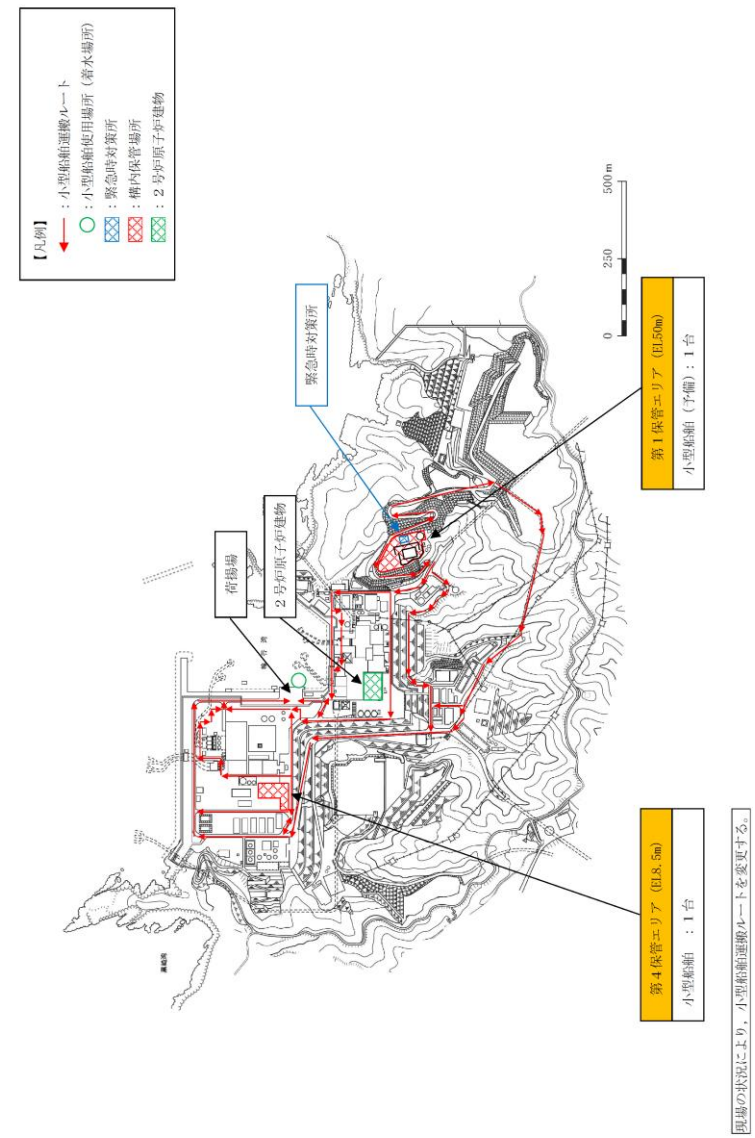 【凡例】
：小型船舶運搬ルート
：小型船舶使用場所（着水場所）
：緊急時対策所
：構内保管場所
：２号炉原子炉建物
荷揚場
２号炉原子炉建物
緊急時対策所
第４保管エリア（EL8.5m）
小型船舶　：１台
第１保管エリア（EL50m）
小型船舶（予備）：１台
0
250
500m
現場の状況により，小型船舶運搬ルートを変更する。